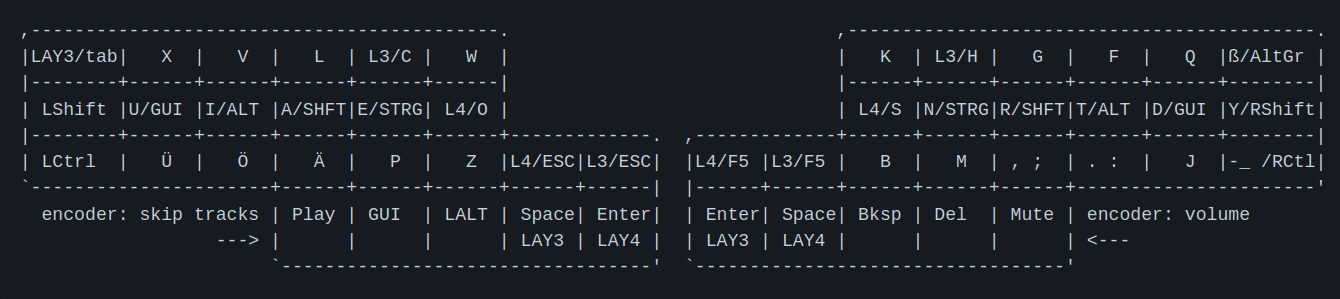 ,-------------------------------------------.                              ,-------------------------------------------.
|LAY3/tab|   X  |   V  |   L  | L3/C |   W  |                              |   K  | L3/H |   G  |   F  |   Q  |ß/AltGr |
|--------+------+------+------+------+------|                              |------+------+------+------+------+--------|
| LShift |U/GUI |I/ALT |A/SHFT|E/STRG| L4/O |                              | L4/S |N/STRG|R/SHFT|T/ALT |D/GUI |Y/RShift|
|--------+------+------+------+------+------+-------------.  ,-------------+------+------+------+------+------+--------|
| LCtrl  |   Ü  |   Ö  |   Ä  |   P  |   Z  |L4/ESC|L3/ESC|  |L4/F5 |L3/F5 |   B  |   M  | , ;  | . :  |   J  |-_ /RCtl|
`----------------------+------+------+------+------+------|  |------+------+------+------+------+----------------------'
  encoder: skip tracks | Play | GUI  | LALT | Space| Enter|  | Enter| Space| Bksp | Del  | Mute | encoder: volume
                  ---> |      |      |      | LAY3 | LAY4 |  | LAY3 | LAY4 |      |      |      | <---
                       `----------------------------------'  `----------------------------------'